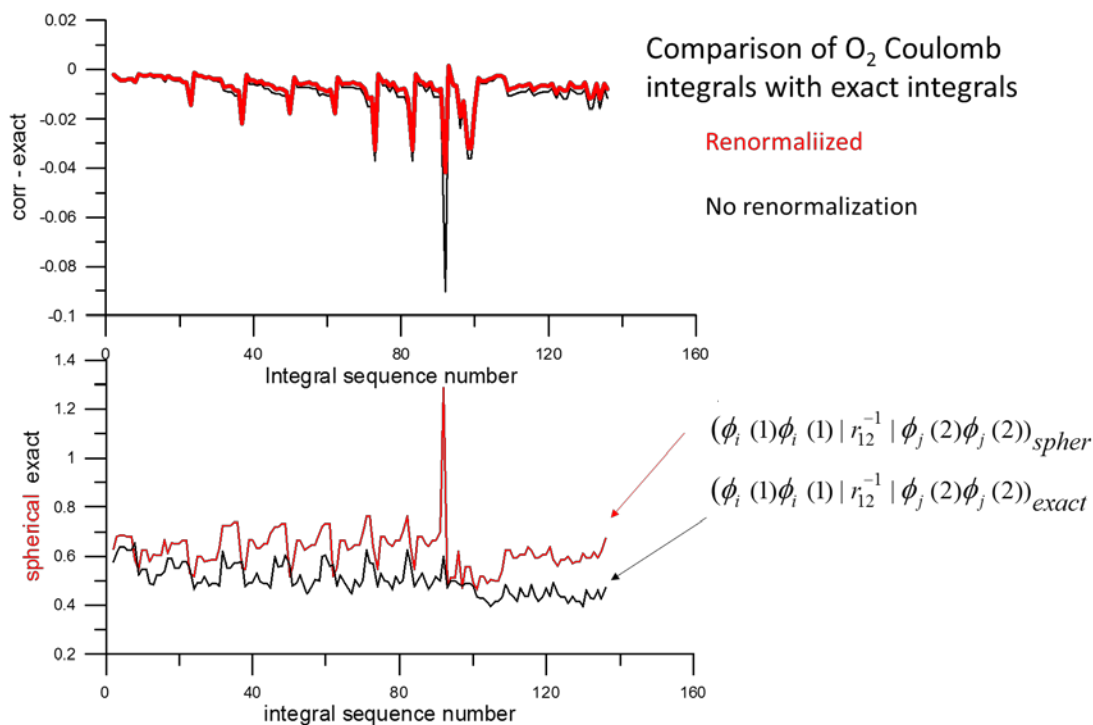 Comparison of O₂ Coulomb
integrals with exact integrals
Renormaliized
No renormalization
0.02
0
-0.02
-0.04
-0.06
-0.08
-0.1
corr - exact
0 40 80 120 160
Integral sequence number
1.4
1.2
1
0.8
0.6
0.4
0.2
spherical exact
0 40 80 120 160
integral sequence number
(ϕᵢ (1)ϕᵢ (1) | r₁₂⁻¹ | ϕⱼ (2)ϕⱼ (2))spher
(ϕᵢ (1)ϕᵢ (1) | r₁₂⁻¹ | ϕⱼ (2)ϕⱼ (2))exact